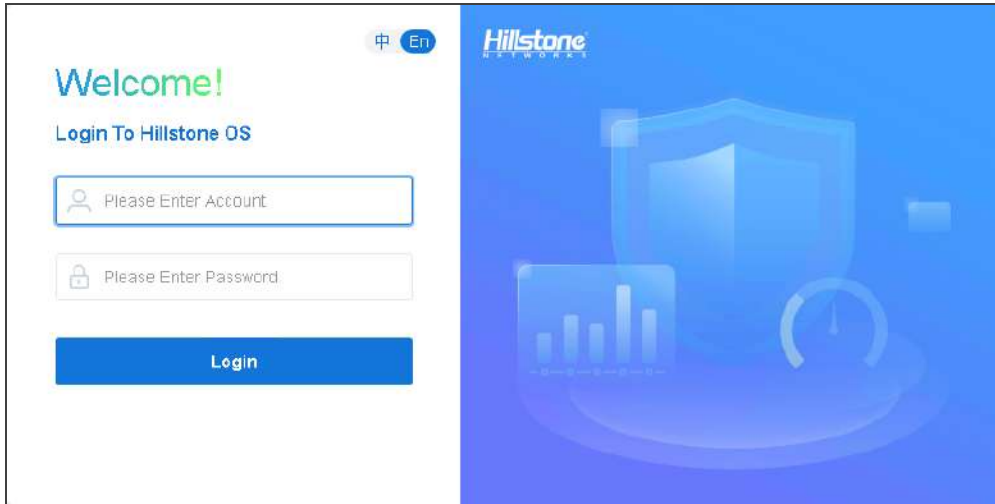 中 En
Welcome!
Login To Hillstone OS
Please Enter Account
Please Enter Password
Login
Hillstone
NETWORKS